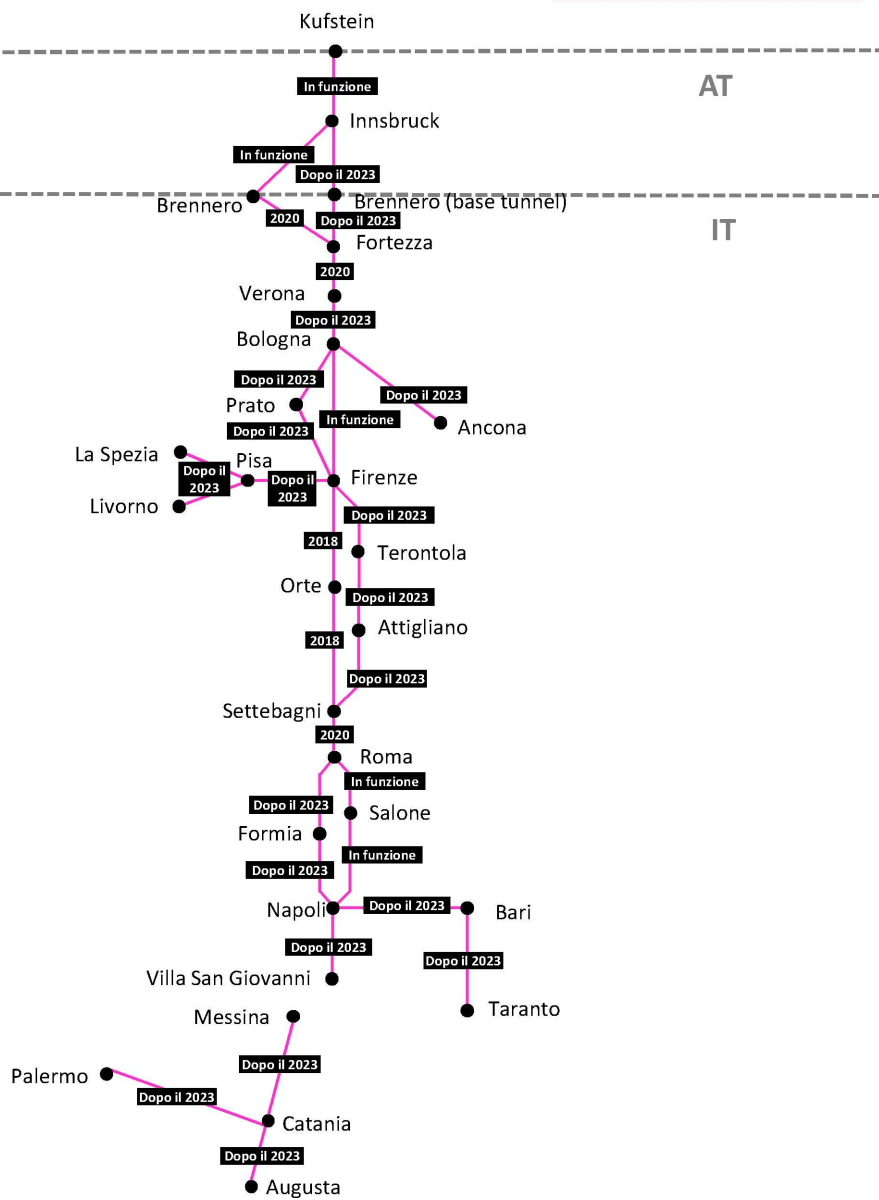 Kufstein
AT
In funzione
Innsbruck
In funzione
Dopo il 2023
Brennero
Brennero (base tunnel)
2020
Dopo il 2023
IT
Fortezza
2020
Verona
Dopo il 2023
Bologna
Dopo il 2023
Dopo il 2023
Prato
In funzione
Ancona
Dopo il 2023
La Spezia
Pisa
Dopo il
2023
Dopo il
2023
Firenze
Livorno
Dopo il 2023
2018
Terontola
Orte
Dopo il 2023
Attigliano
2018
Dopo il 2023
Settebagni
2020
Roma
In funzione
Dopo il 2023
Salone
Formia
In funzione
Dopo il 2023
Napoli
Dopo il 2023
Bari
Dopo il 2023
Dopo il 2023
Villa San Giovanni
Taranto
Messina
Dopo il 2023
Palermo
Dopo il 2023
Catania
Dopo il 2023
Augusta